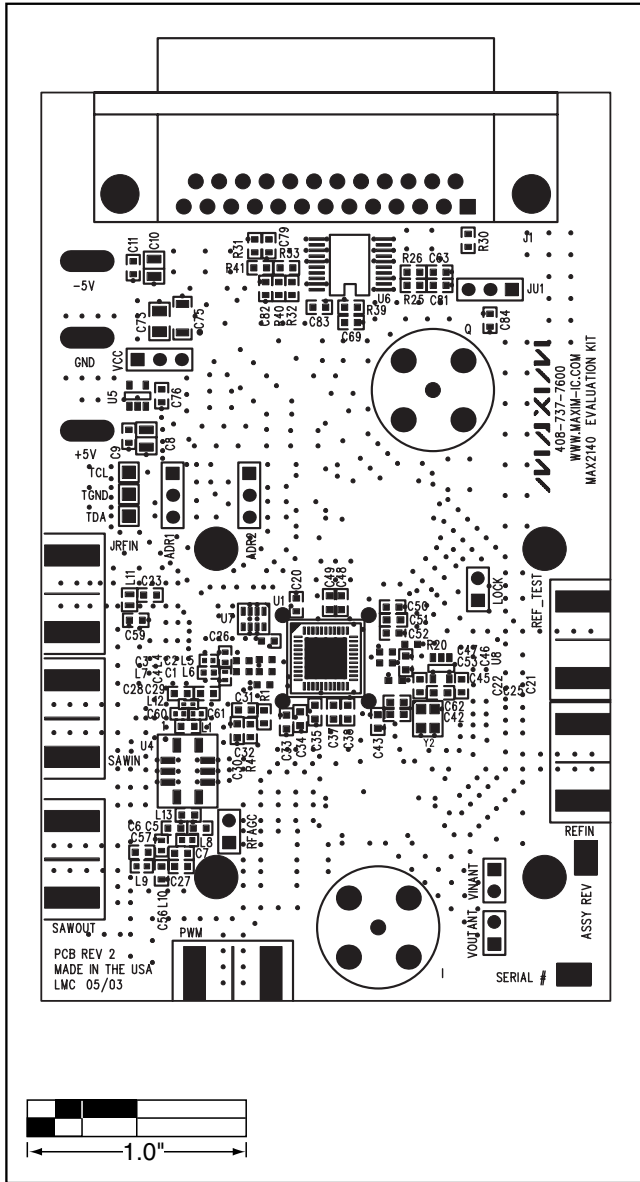 C11
C10
-5V
R31
C79
R41
R33
C82
R40
R32
C83
U6
R39
C69
R26
C63
R25
C81
R30
J1
JU1
C84
Q
C73
C75
GND
VCC
U5
C76
+5V
C9
C8
TCL
TGND
TDA
ADR1
ADR2
MAXIM
408-737-7600
WWW.MAXIM-IC.COM
MAX2140 EVALUATION KIT
JRFIN
L11
C23
C59
U7
U1
C20
C49
C48
C50
C51
C52
LOCK
REF_TEST
C26
C3
C2
L5
L7
C1
L6
C28
C29
L12
C60
C61
U4
SAWIN
C31
C30
C32
C33
C34
C35
C37
C38
C43
R20
C47
C53
C46
U8
C45
C22
C25
C21
C62
C42
Y2
REFIN
L13
C6
C5
C57
L8
C7
L9
C27
L10
C56
RFAGC
SAWOUT
PWM
I
VINANT
VOUTANT
ASSY REV
SERIAL #
PCB REV 2
MADE IN THE USA
LMC 05/03
1.0"